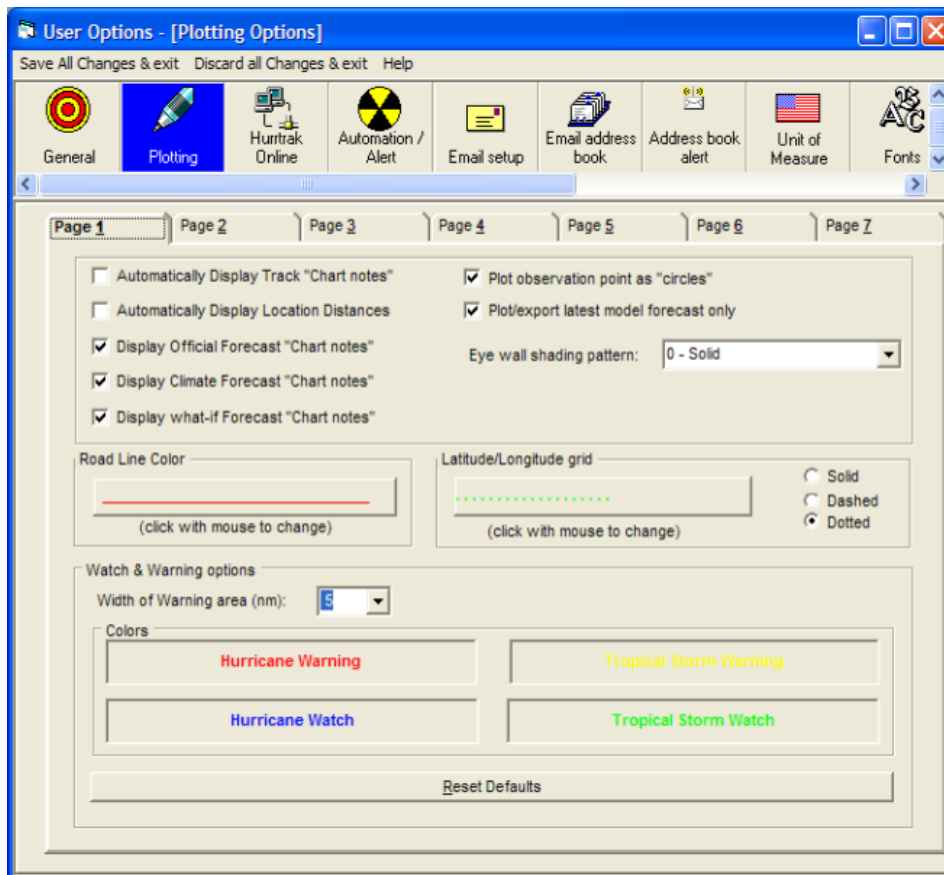 User Options - [Plotting Options]
Save All Changes & exit Discard all Changes & exit Help
General Plotting Hurrtrak Online Automation / Alert Email setup Email address book Address book alert Unit of Measure Fonts
Page 1 Page 2 Page 3 Page 4 Page 5 Page 6 Page 7
Automatically Display Track "Chart notes"
Automatically Display Location Distances
Display Official Forecast "Chart notes"
Display Climate Forecast "Chart notes"
Display what-if Forecast "Chart notes"
Plot observation point as "circles"
Plot/export latest model forecast only
Eye wall shading pattern: 0 - Solid
Road Line Color
(click with mouse to change)
Latitude/Longitude grid
(click with mouse to change)
Solid
Dashed
Dotted
Watch & Warning options
Width of Warning area (nm): 5
Colors
Hurricane Warning Tropical Storm Warning
Hurricane Watch Tropical Storm Watch
Reset Defaults